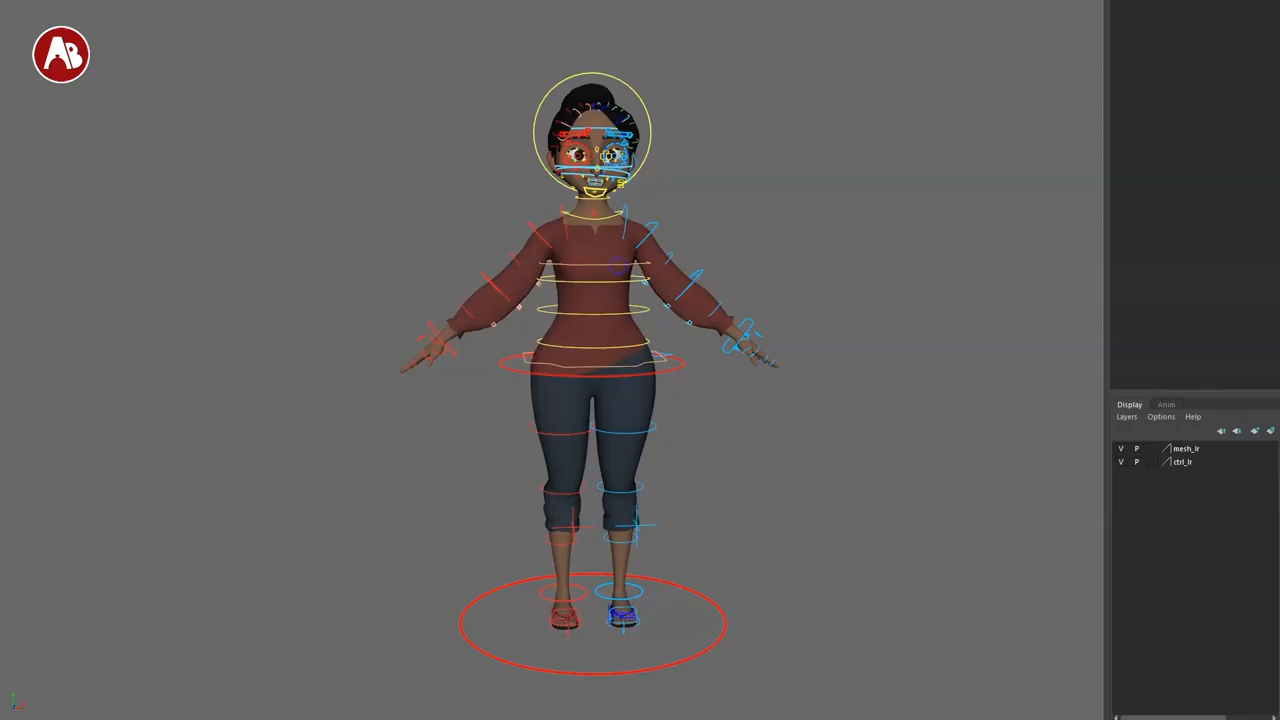 AB
Display Anim
Layers Options Help
V P mesh_lr
V P ctrl_lr